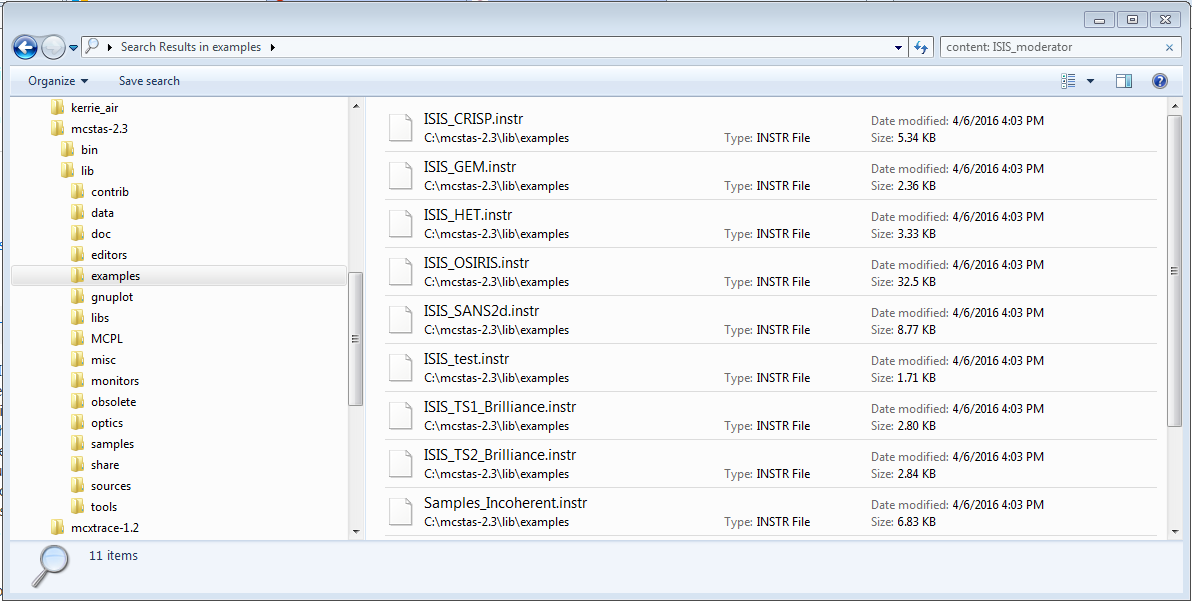 Search Results in examples
content: ISIS_moderator
Organize
Save search
kerrie_air
mcstas-2.3
bin
lib
contrib
data
doc
editors
examples
gnuplot
libs
MCPL
misc
monitors
obsolete
optics
samples
share
sources
tools
mcxtrace-1.2
ISIS_CRISP.instr
Date modified: 4/6/2016 4:03 PM
C:\mcstas-2.3\lib\examples Type: INSTR File Size: 5.34 KB
ISIS_GEM.instr
Date modified: 4/6/2016 4:03 PM
C:\mcstas-2.3\lib\examples Type: INSTR File Size: 2.36 KB
ISIS_HET.instr
Date modified: 4/6/2016 4:03 PM
C:\mcstas-2.3\lib\examples Type: INSTR File Size: 3.33 KB
ISIS_OSIRIS.instr
Date modified: 4/6/2016 4:03 PM
C:\mcstas-2.3\lib\examples Type: INSTR File Size: 32.5 KB
ISIS_SANS2d.instr
Date modified: 4/6/2016 4:03 PM
C:\mcstas-2.3\lib\examples Type: INSTR File Size: 8.77 KB
ISIS_test.instr
Date modified: 4/6/2016 4:03 PM
C:\mcstas-2.3\lib\examples Type: INSTR File Size: 1.71 KB
ISIS_TS1_Brilliance.instr
Date modified: 4/6/2016 4:03 PM
C:\mcstas-2.3\lib\examples Type: INSTR File Size: 2.80 KB
ISIS_TS2_Brilliance.instr
Date modified: 4/6/2016 4:03 PM
C:\mcstas-2.3\lib\examples Type: INSTR File Size: 2.84 KB
Samples_Incoherent.instr
Date modified: 4/6/2016 4:03 PM
C:\mcstas-2.3\lib\examples Type: INSTR File Size: 6.83 KB
11 items